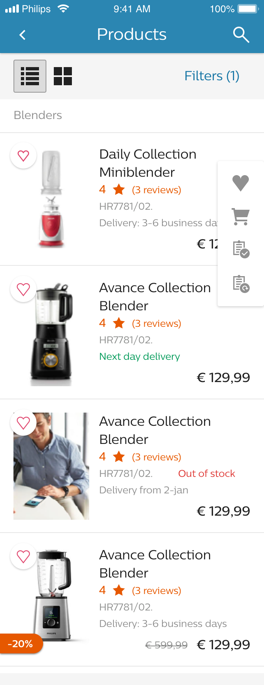 Philips 9:41 AM 100%
Products
Filters (1)
Blenders
Daily Collection
Miniblender
4 (3 reviews)
HR7781/02.
Delivery: 3-6 business da
€ 12
Avance Collection
Blender
4 (3 reviews)
HR7781/02.
Next day delivery
€ 129,99
Avance Collection
Blender
4 (3 reviews)
HR7781/02. Out of stock
Delivery from 2-jan
€ 129,99
Avance Collection
Blender
4 (3 reviews)
HR7781/02.
Delivery: 3-6 business days
-20% € 599,99 € 129,99